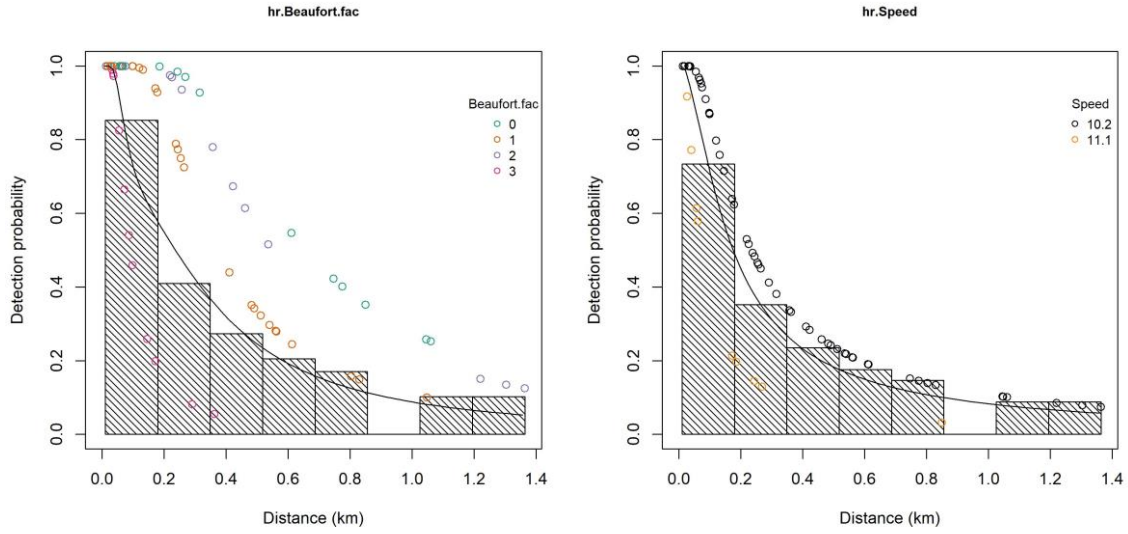 hr.Beaufort.fac
Detection probability
0.0 0.2 0.4 0.6 0.8 1.0
Beaufort.fac
0
1
2
3
0.0 0.2 0.4 0.6 0.8 1.0 1.2 1.4
Distance (km)
hr.Speed
Detection probability
0.0 0.2 0.4 0.6 0.8 1.0
Speed
10.2
11.1
0.0 0.2 0.4 0.6 0.8 1.0 1.2 1.4
Distance (km)